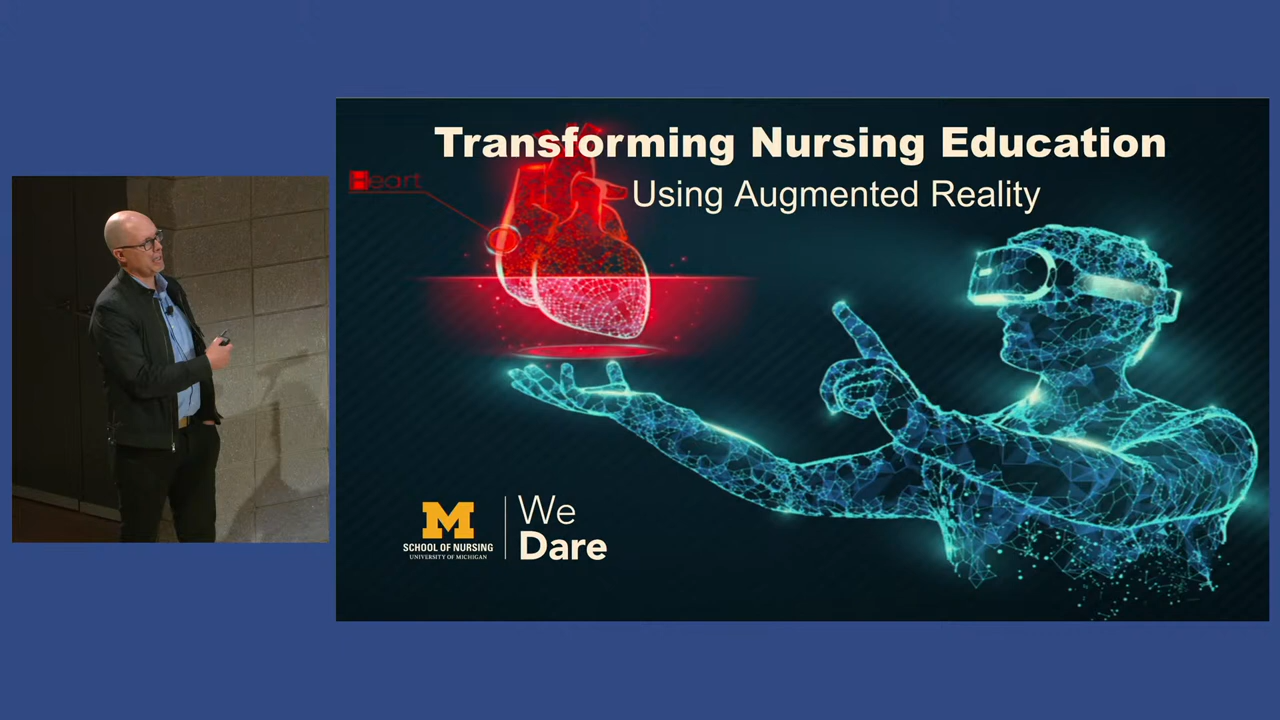 Transforming Nursing Education
Using Augmented Reality
Heart
M
SCHOOL OF NURSING
UNIVERSITY OF MICHIGAN
We
Dare